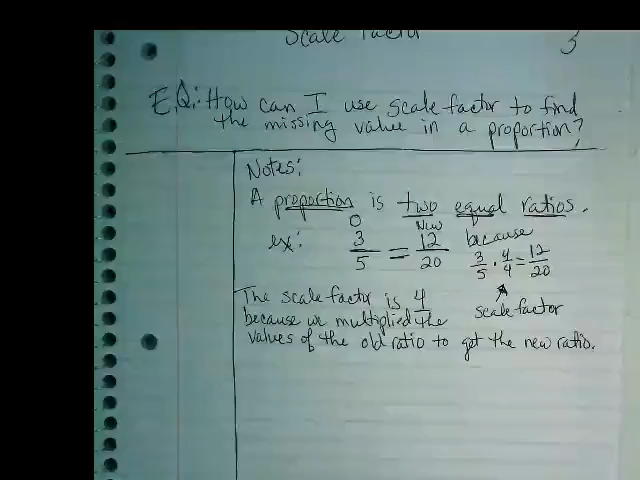 Scale Factor
3
E.Q.: How can I use scale factor to find
the missing value in a proportion?
Notes:
A proportion is two equal ratios.
O New
ex: 3/5 = 12/20 because 3/5 · 4/4 = 12/20
scale factor
The scale factor is 4
because we multiplied the
values of the old ratio to get the new ratio.